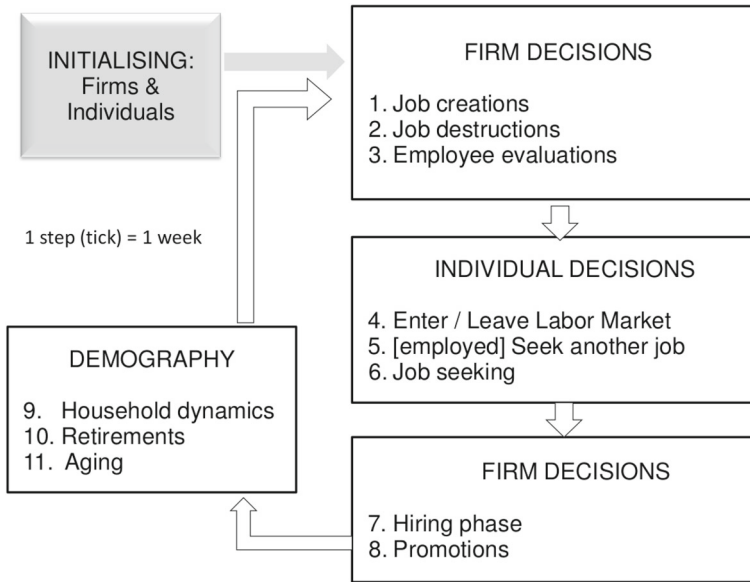 INITIALISING:
Firms &
Individuals
FIRM DECISIONS
1. Job creations
2. Job destructions
3. Employee evaluations
1 step (tick) = 1 week
INDIVIDUAL DECISIONS
4. Enter / Leave Labor Market
5. [employed] Seek another job
6. Job seeking
FIRM DECISIONS
7. Hiring phase
8. Promotions
DEMOGRAPHY
9. Household dynamics
10. Retirements
11. Aging